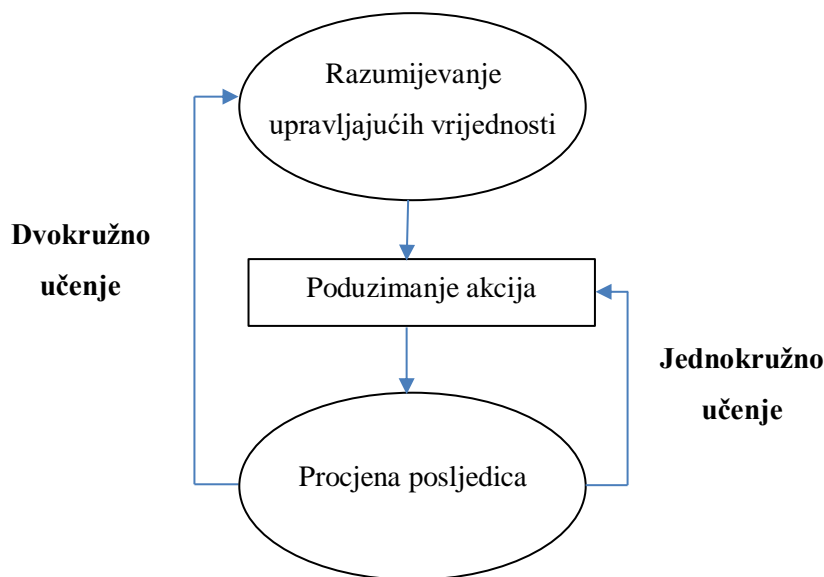 Razumijevanje
upravljajućih vrijednosti
Dvokružno
učenje
Poduzimanje akcija
Jednokružno
učenje
Procjena posljedica